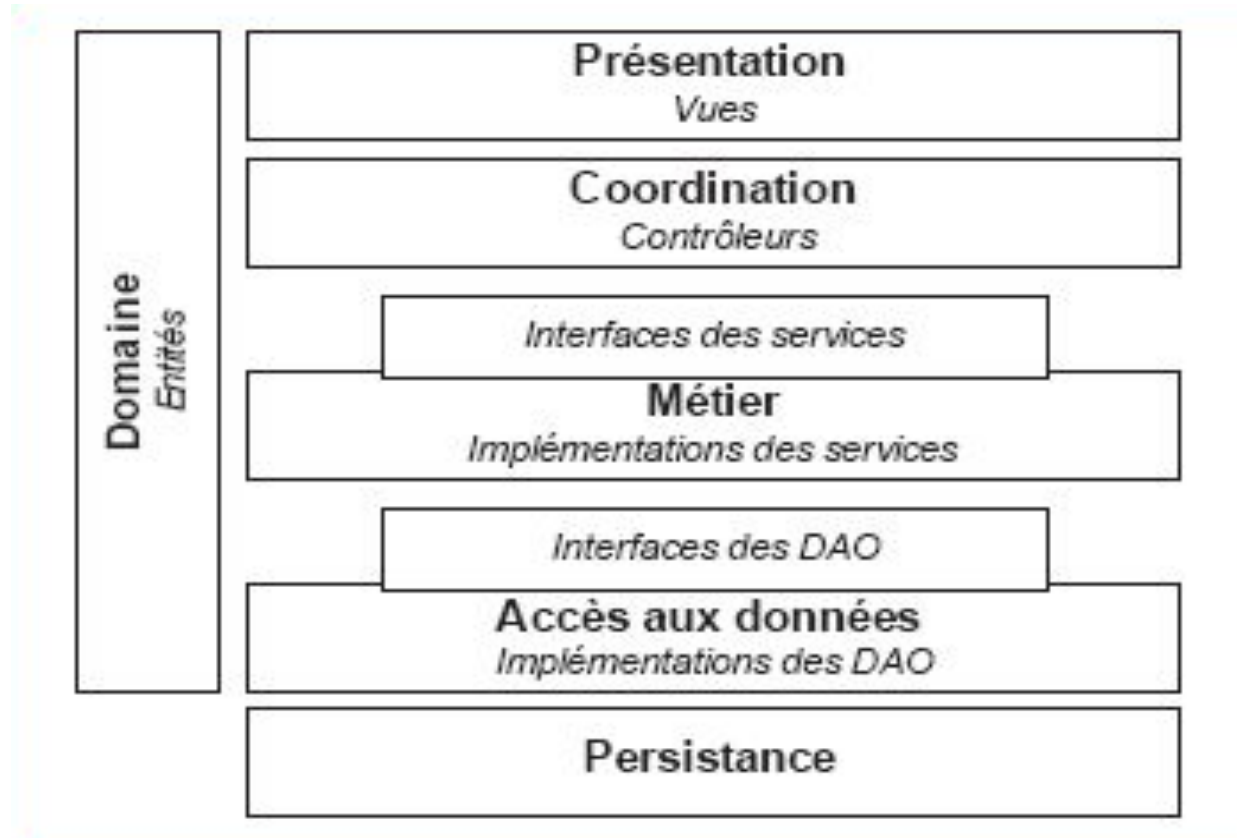 Domaine
Entités
Présentation
Vues
Coordination
Contrôleurs
Interfaces des services
Métier
Implémentations des services
Interfaces des DAO
Accès aux données
Implémentations des DAO
Persistance